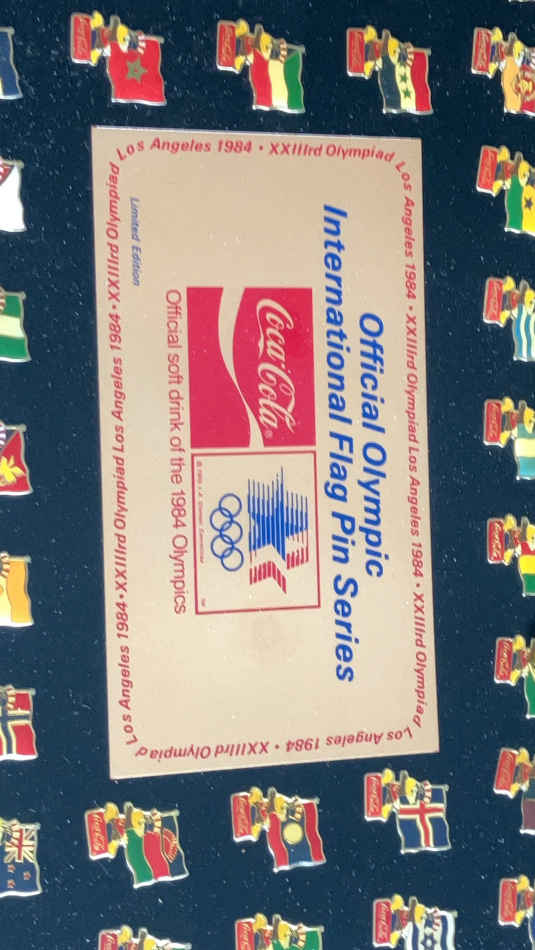 Los Angeles 1984 • XXIIIrd Olympiad Los Angeles 1984 • XXIIIrd Olympiad
Official Olympic
International Flag Pin Series
Coca-Cola®
Official soft drink of the 1984 Olympics
Limited Edition
Los Angeles 1984 • XXIIIrd Olympiad Los Angeles 1984 • XXIIIrd Olympiad
Los Angeles 1984 • XXIIIrd Olympiad
Los Angeles 1984 • XXIIIrd Olympiad